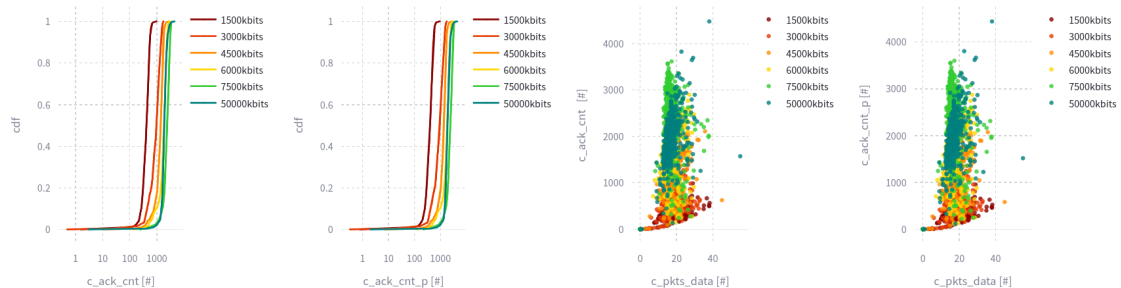 1
0.8
0.6
0.4
0.2
0
cdf
1
10
100
1000
c_ack_cnt [#]
1500kbits
3000kbits
4500kbits
6000kbits
7500kbits
50000kbits
1
0.8
0.6
0.4
0.2
0
cdf
1
10
100
1000
c_ack_cnt_p [#]
1500kbits
3000kbits
4500kbits
6000kbits
7500kbits
50000kbits
4000
3000
2000
1000
0
c_ack_cnt [#]
0
20
40
c_pkts_data [#]
1500kbits
3000kbits
4500kbits
6000kbits
7500kbits
50000kbits
4000
3000
2000
1000
0
c_ack_cnt_p [#]
0
20
40
c_pkts_data [#]
1500kbits
3000kbits
4500kbits
6000kbits
7500kbits
50000kbits